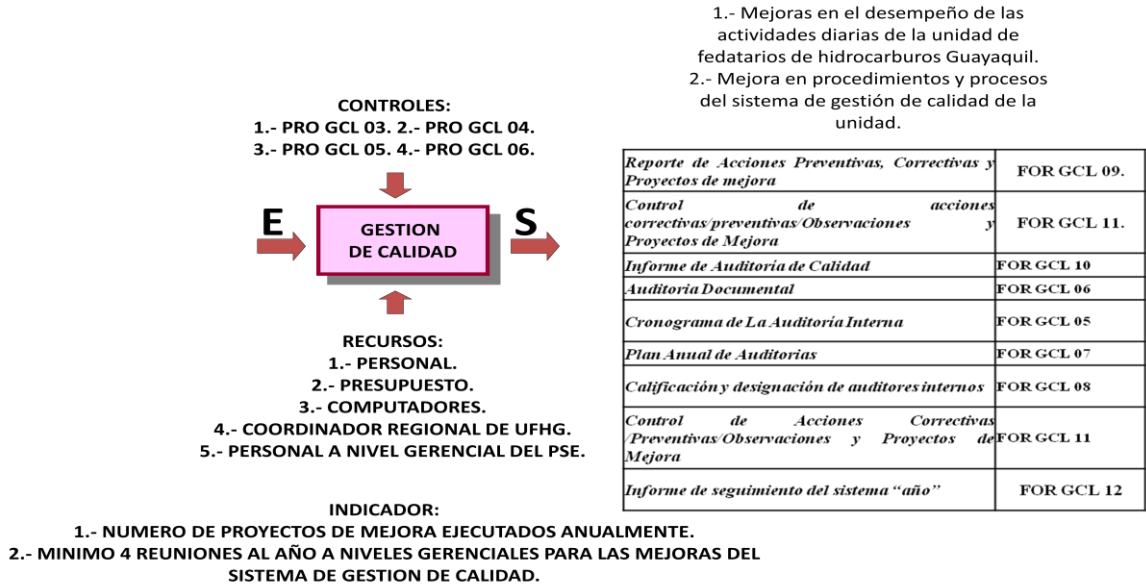 1.- Mejoras en el desempeño de las
actividades diarias de la unidad de
fedatarios de hidrocarburos Guayaquil.
2.- Mejora en procedimientos y procesos
del sistema de gestión de calidad de la
unidad.
CONTROLES:
1.- PRO GCL 03. 2.- PRO GCL 04.
3.- PRO GCL 05. 4.- PRO GCL 06.
E
GESTION
DE CALIDAD
S
RECURSOS:
1.- PERSONAL.
2.- PRESUPUESTO.
3.- COMPUTADORES.
4.- COORDINADOR REGIONAL DE UFHG.
5.- PERSONAL A NIVEL GERENCIAL DEL PSE.
Reporte de Acciones Preventivas, Correctivas y
Proyectos de mejora
FOR GCL 09.
Control de acciones
correctivas/preventivas/Observaciones y
Proyectos de Mejora
FOR GCL 11.
Informe de Auditoría de Calidad FOR GCL 10
Auditoria Documental FOR GCL 06
Cronograma de La Auditoría Interna FOR GCL 05
Plan Anual de Auditorias FOR GCL 07
Calificación y designación de auditores internos FOR GCL 08
Control de Acciones Correctivas
/Preventivas/Observaciones y Proyectos de
Mejora
FOR GCL 11
Informe de seguimiento del sistema “año” FOR GCL 12
INDICADOR:
1.- NUMERO DE PROYECTOS DE MEJORA EJECUTADOS ANUALMENTE.
2.- MINIMO 4 REUNIONES AL AÑO A NIVELES GERENCIALES PARA LAS MEJORAS DEL
SISTEMA DE GESTION DE CALIDAD.